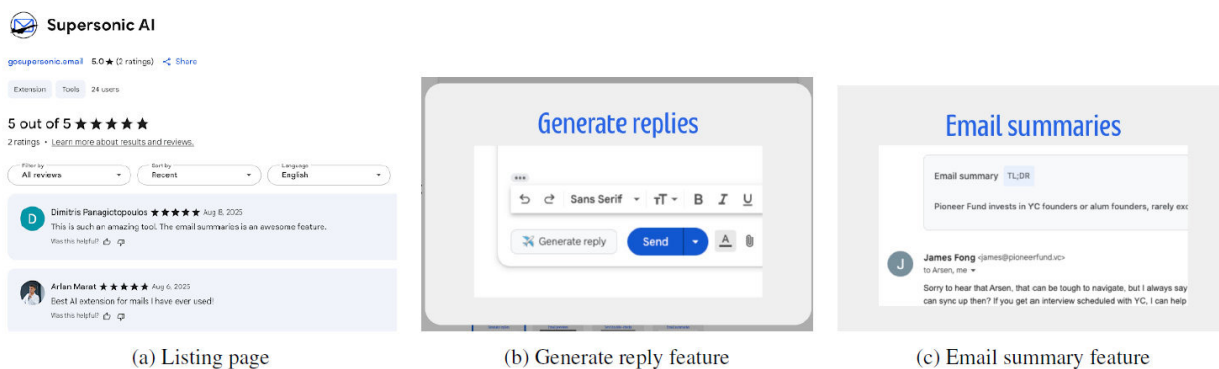 Supersonic AI
gosupersonic.email 5.0 ★ (2 ratings) Share
Extension Tools 24 users
5 out of 5 ★★★★★
2 ratings • Learn more about results and reviews.
Filter by Sort by Language
All reviews Recent English
D Dimitris Panagictopoulos ★★★★★ Aug 8, 2025
This is such an amazing tool. The email summaries is an awesome feature.
Was this helpful?
Arlan Marat ★★★★★ Aug 6, 2025
Best AI extension for mails I have ever used!
Was this helpful?
(a) Listing page
Generate replies
Sans Serif TT B I U
Generate reply Send A
(b) Generate reply feature
Email summaries
Email summary TL;DR
Pioneer Fund invests in YC founders or alum founders, rarely exc
J James Fong <james@pioneerfund.vc>
to Arsen, me
Sorry to hear that Arsen, that can be tough to navigate, but I always say
can sync up then? If you get an interview scheduled with YC, I can help
(c) Email summary feature